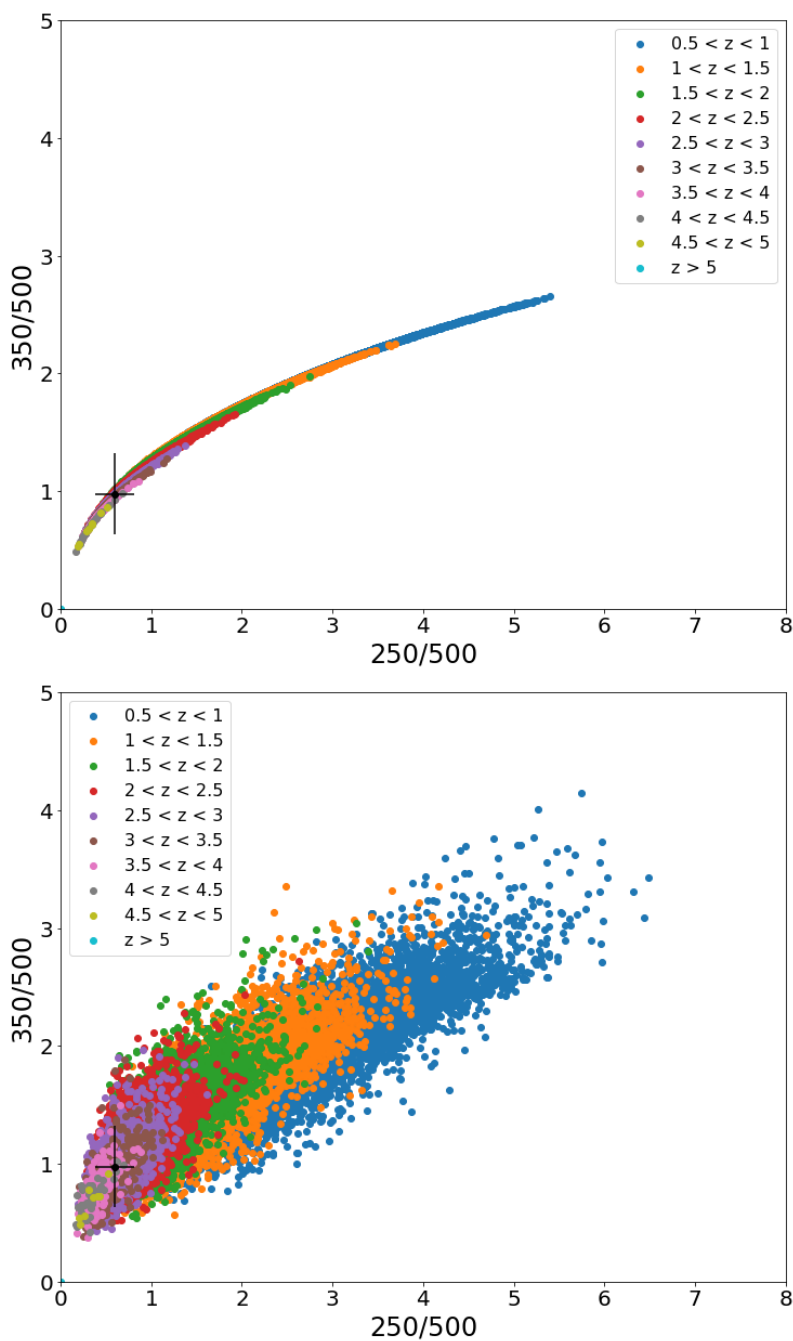 5
4
3
2
1
0
350/500
0.5 < z < 1
1 < z < 1.5
1.5 < z < 2
2 < z < 2.5
2.5 < z < 3
3 < z < 3.5
3.5 < z < 4
4 < z < 4.5
4.5 < z < 5
z > 5
0 1 2 3 4 5 6 7 8
250/500
5
4
3
2
1
0
350/500
0.5 < z < 1
1 < z < 1.5
1.5 < z < 2
2 < z < 2.5
2.5 < z < 3
3 < z < 3.5
3.5 < z < 4
4 < z < 4.5
4.5 < z < 5
z > 5
0 1 2 3 4 5 6 7 8
250/500